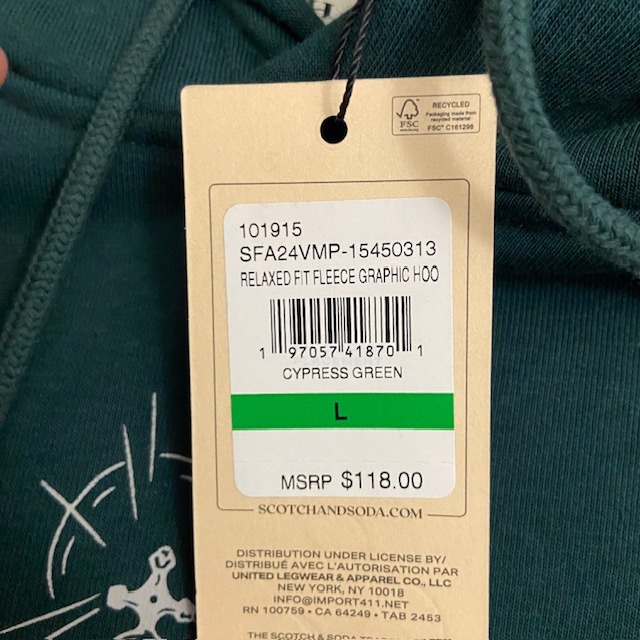 FSC
RECYCLED
Packaging made from
recycled material
FSC® C161298
101915
SFA24VMP-15450313
RELAXED FIT FLEECE GRAPHIC HOO
1 97057 41870 1
CYPRESS GREEN
L
MSRP $118.00
SCOTCHANDSODA.COM
DISTRIBUTION UNDER LICENSE BY/
DISTRIBUÉ AVEC L'AUTORISATION PAR
UNITED LEGWEAR & APPAREL CO., LLC
NEW YORK, NY 10018
INFO@IMPORT411.NET
RN 100759 • CA 64249 • TAB 2453
THE SCOTCH & SODA